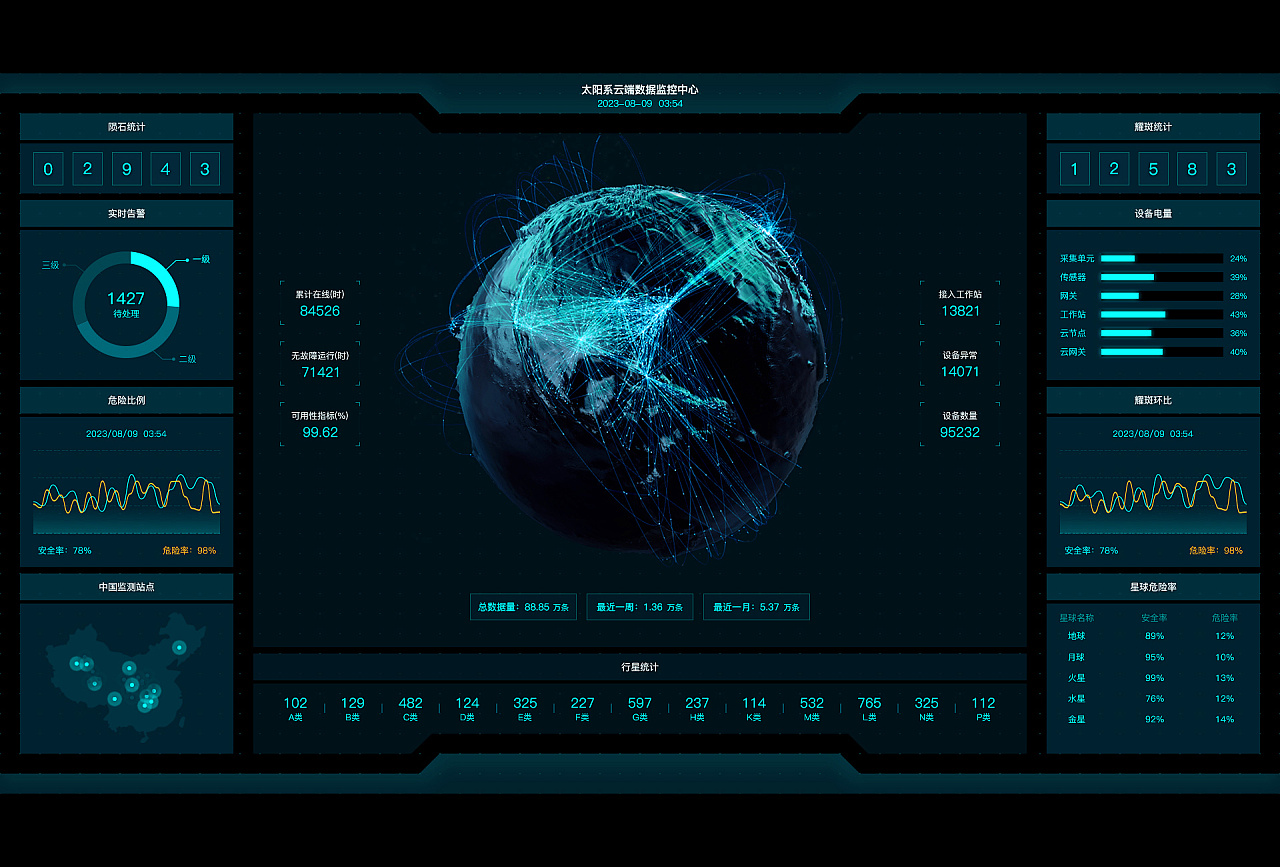 太阳系云端数据监控中心
2023-08-09 03:54
陨石统计
0 2 9 4 3
实时告警
三级
一级
1427
待处理
二级
危险比例
2023/08/09 03:54
安全率：78% 危险率：98%
中国监测站点
累计在线(时)
84526
无故障运行(时)
71421
可用性指标(%)
99.62
接入工作站
13821
设备异常
14071
设备数量
95232
总数据量：88.85 万条 最近一周：1.36 万条 最近一月：5.37 万条
行星统计
102 129 482 124 325 227 597 237 114 532 765 325 112
A类 B类 C类 D类 E类 F类 G类 H类 K类 M类 L类 N类 P类
耀斑统计
1 2 5 8 3
设备电量
采集单元 24%
传感器 39%
网关 28%
工作站 43%
云节点 36%
云网关 40%
耀斑环比
2023/08/09 03:54
安全率：78% 危险率：98%
星球危险率
星球名称 安全率 危险率
地球 89% 12%
月球 95% 10%
火星 99% 13%
水星 76% 12%
金星 92% 14%